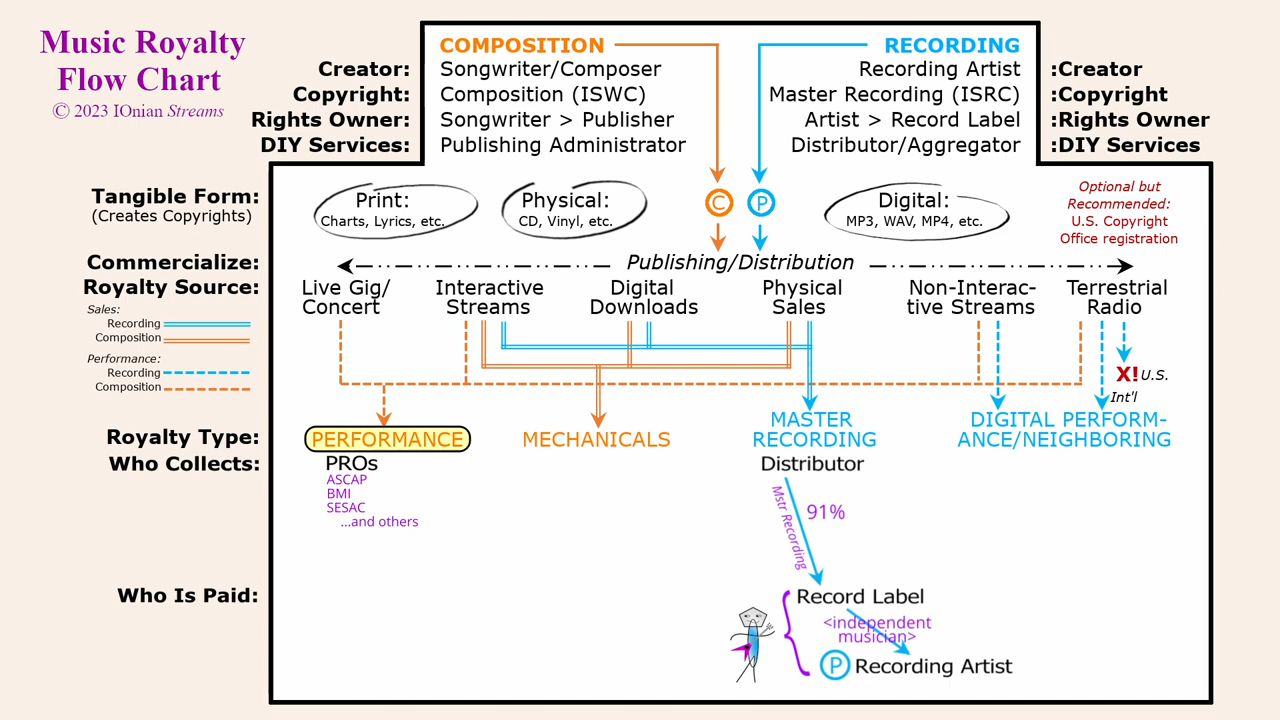 Music Royalty
Flow Chart
© 2023 IOnian Streams
COMPOSITION
RECORDING
Creator:
Songwriter/Composer
Recording Artist
:Creator
Copyright:
Composition (ISWC)
Master Recording (ISRC)
:Copyright
Rights Owner:
Songwriter > Publisher
Artist > Record Label
:Rights Owner
DIY Services:
Publishing Administrator
Distributor/Aggregator
:DIY Services
Tangible Form:
(Creates Copyrights)
Print:
Charts, Lyrics, etc.
Physical:
CD, Vinyl, etc.
C
P
Digital:
MP3, WAV, MP4, etc.
Optional but
Recommended:
U.S. Copyright
Office registration
Commercialize:
Publishing/Distribution
Royalty Source:
Live Gig/
Concert
Interactive
Streams
Digital
Downloads
Physical
Sales
Non-Interac-
tive Streams
Terrestrial
Radio
Sales:
Recording
Composition
Performance:
Recording
Composition
X! U.S.
Int'l
Royalty Type:
PERFORMANCE
MECHANICALS
MASTER
RECORDING
DIGITAL PERFORM-
ANCE/NEIGHBORING
Who Collects:
PROs
ASCAP
BMI
SESAC
...and others
Distributor
Mstr Recording
91%
Who Is Paid:
Record Label
<independent
musician>
P Recording Artist